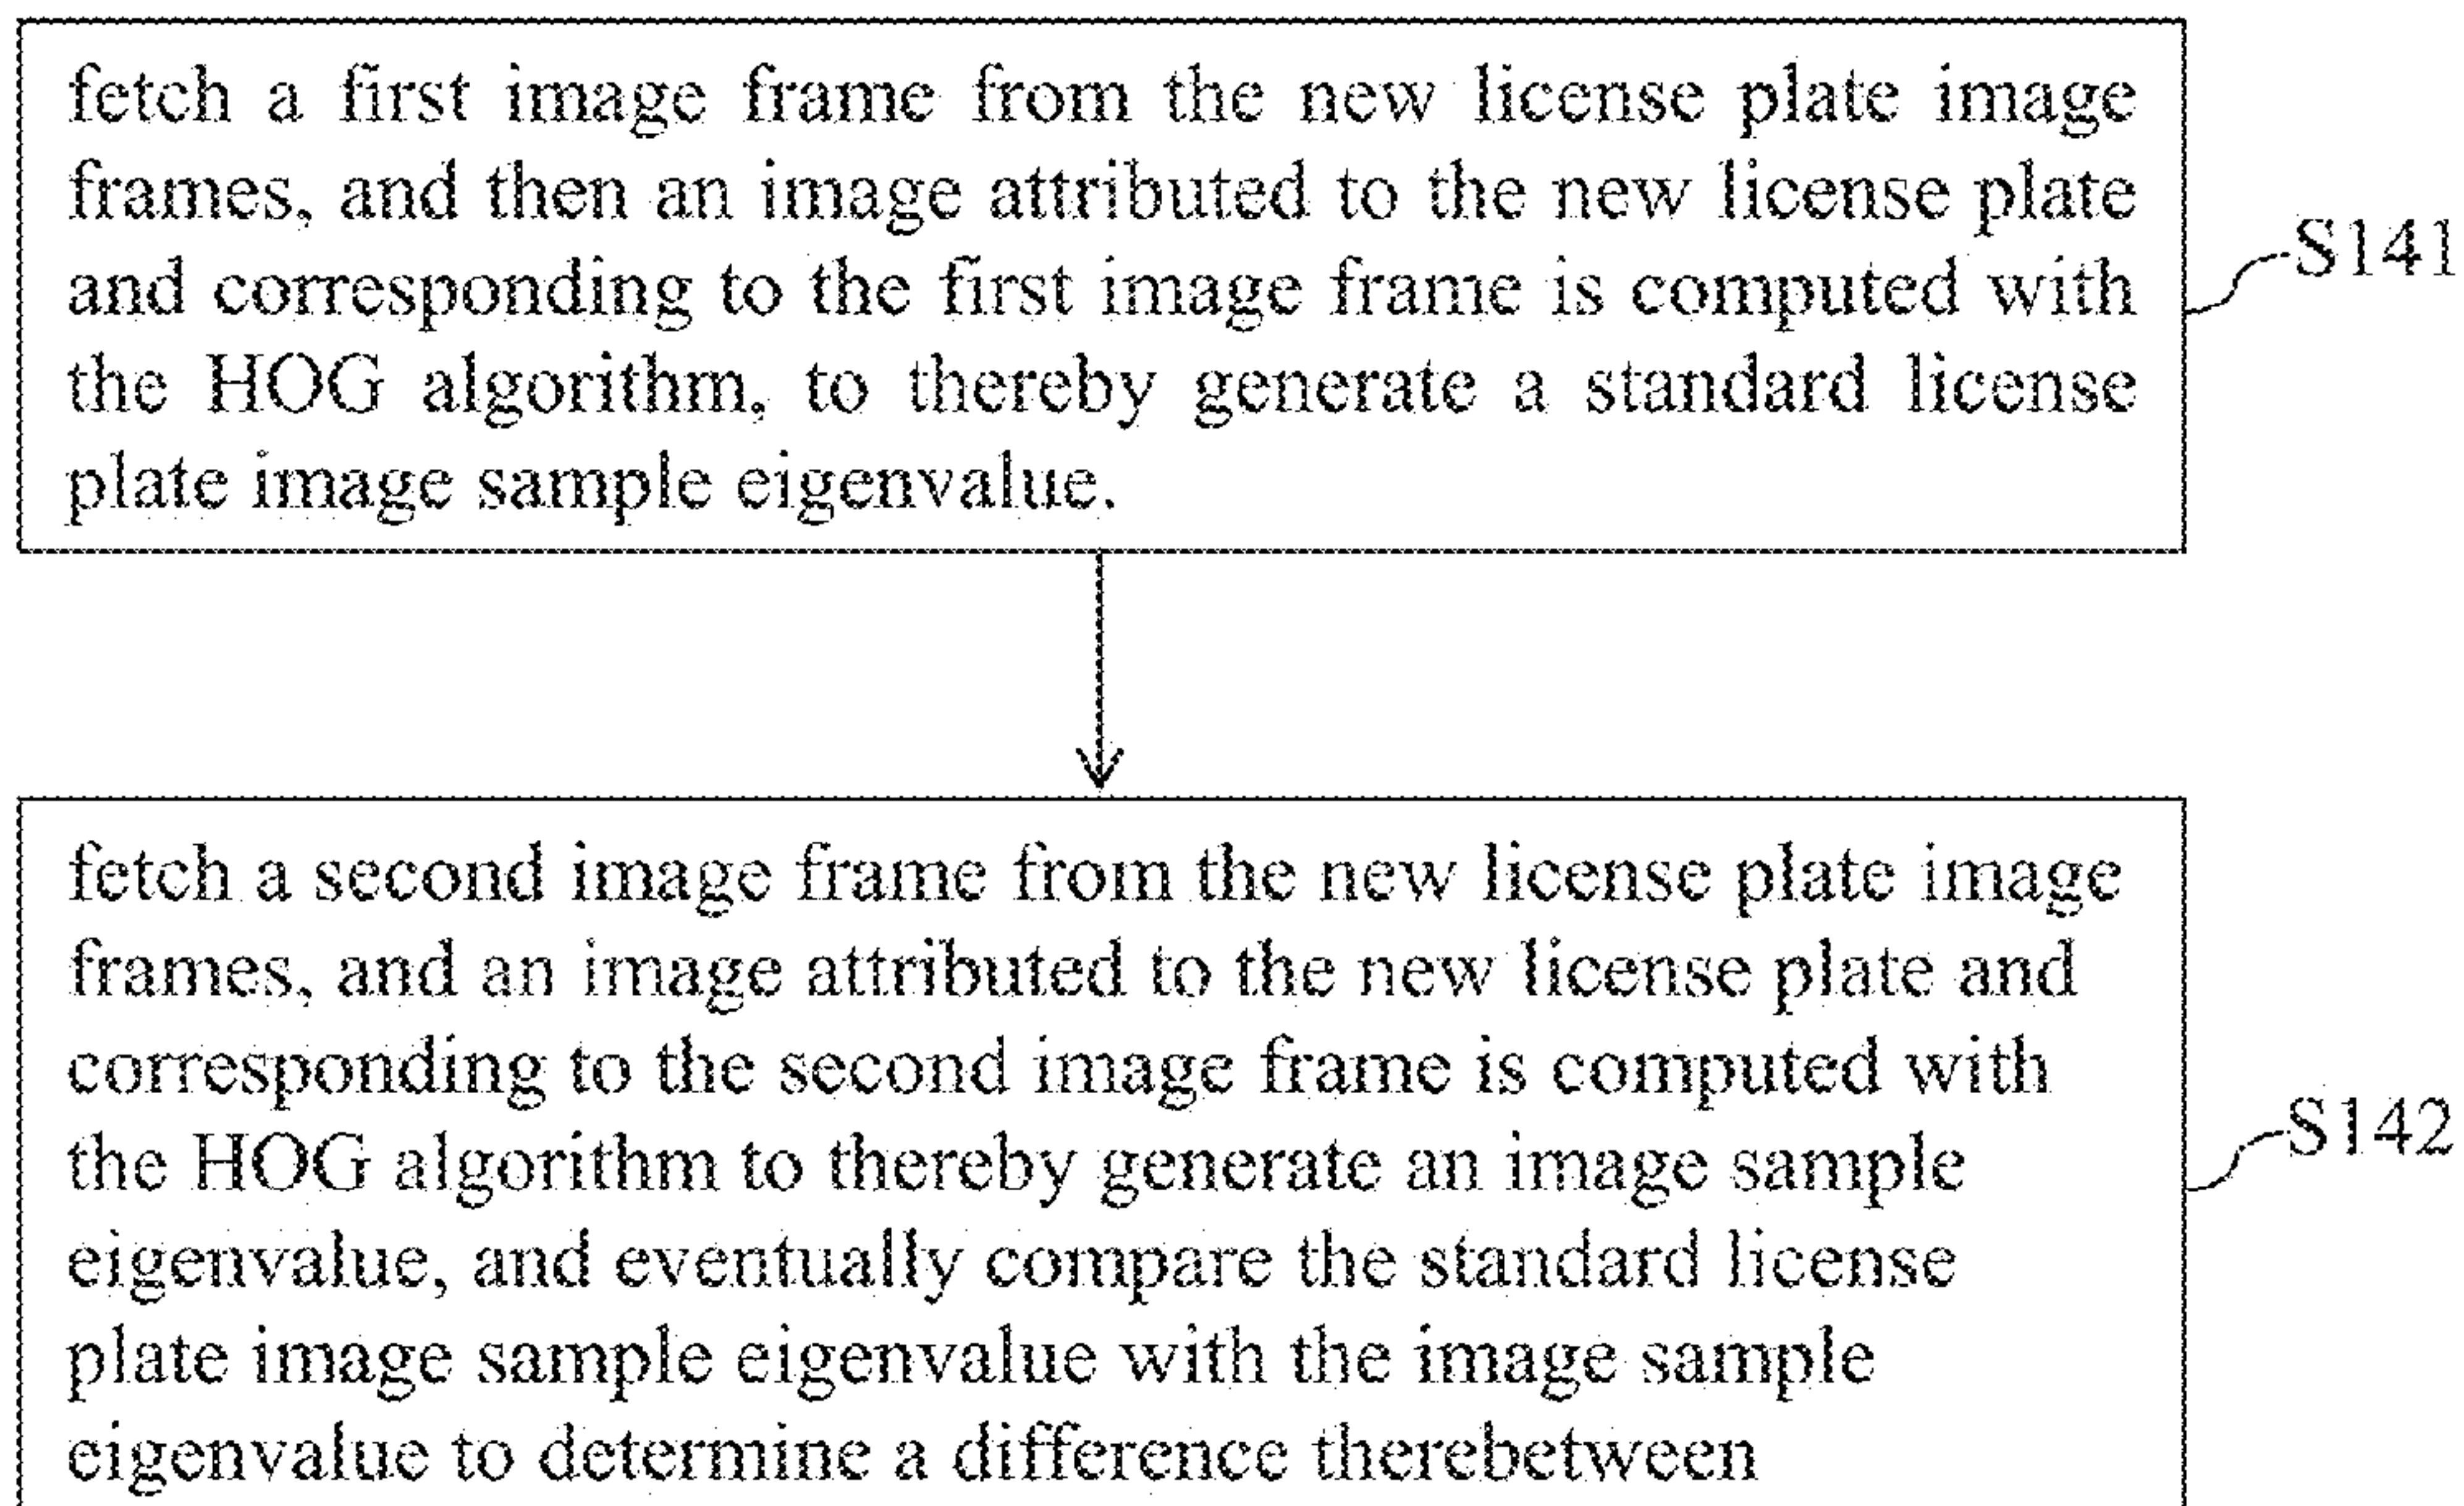 fetch a first image frame from the new license plate image
frames, and then an image attributed to the new license plate
and corresponding to the first image frame is computed with
the HOG algorithm, to thereby generate a standard license
plate image sample eigenvalue.
S141
fetch a second image frame from the new license plate image
frames, and an image attributed to the new license plate and
corresponding to the second image frame is computed with
the HOG algorithm to thereby generate an image sample
eigenvalue, and eventually compare the standard license
plate image sample eigenvalue with the image sample
eigenvalue to determine a difference therebetween
S142